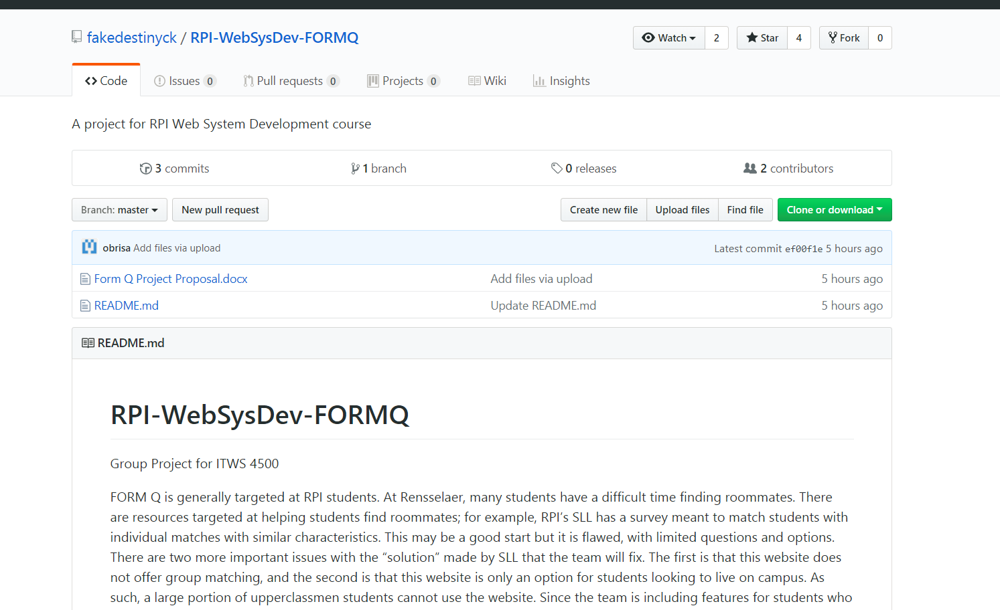 fakedestinyck / RPI-WebSysDev-FORMQ
Watch 2 Star 4 Fork 0
Code Issues 0 Pull requests 0 Projects 0 Wiki Insights
A project for RPI Web System Development course
3 commits 1 branch 0 releases 2 contributors
Branch: master New pull request Create new file Upload files Find file Clone or download
obrisa Add files via upload Latest commit ef00f1e 5 hours ago
Form Q Project Proposal.docx Add files via upload 5 hours ago
README.md Update README.md 5 hours ago
README.md
RPI-WebSysDev-FORMQ
Group Project for ITWS 4500
FORM Q is generally targeted at RPI students. At Rensselaer, many students have a difficult time finding roommates. There
are resources targeted at helping students find roommates; for example, RPI’s SLL has a survey meant to match students with
individual matches with similar characteristics. This may be a good start but it is flawed, with limited questions and options.
There are two more important issues with the “solution” made by SLL that the team will fix. The first is that this website does
not offer group matching, and the second is that this website is only an option for students looking to live on campus. As
such, a large portion of upperclassmen students cannot use the website. Since the team is including features for students who